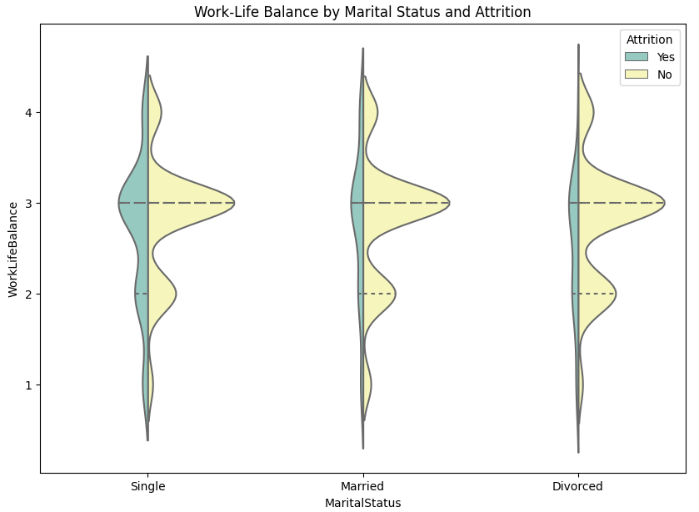 Work-Life Balance by Marital Status and Attrition
Attrition
Yes
No
4
3
2
1
WorkLifeBalance
Single
Married
Divorced
MaritalStatus